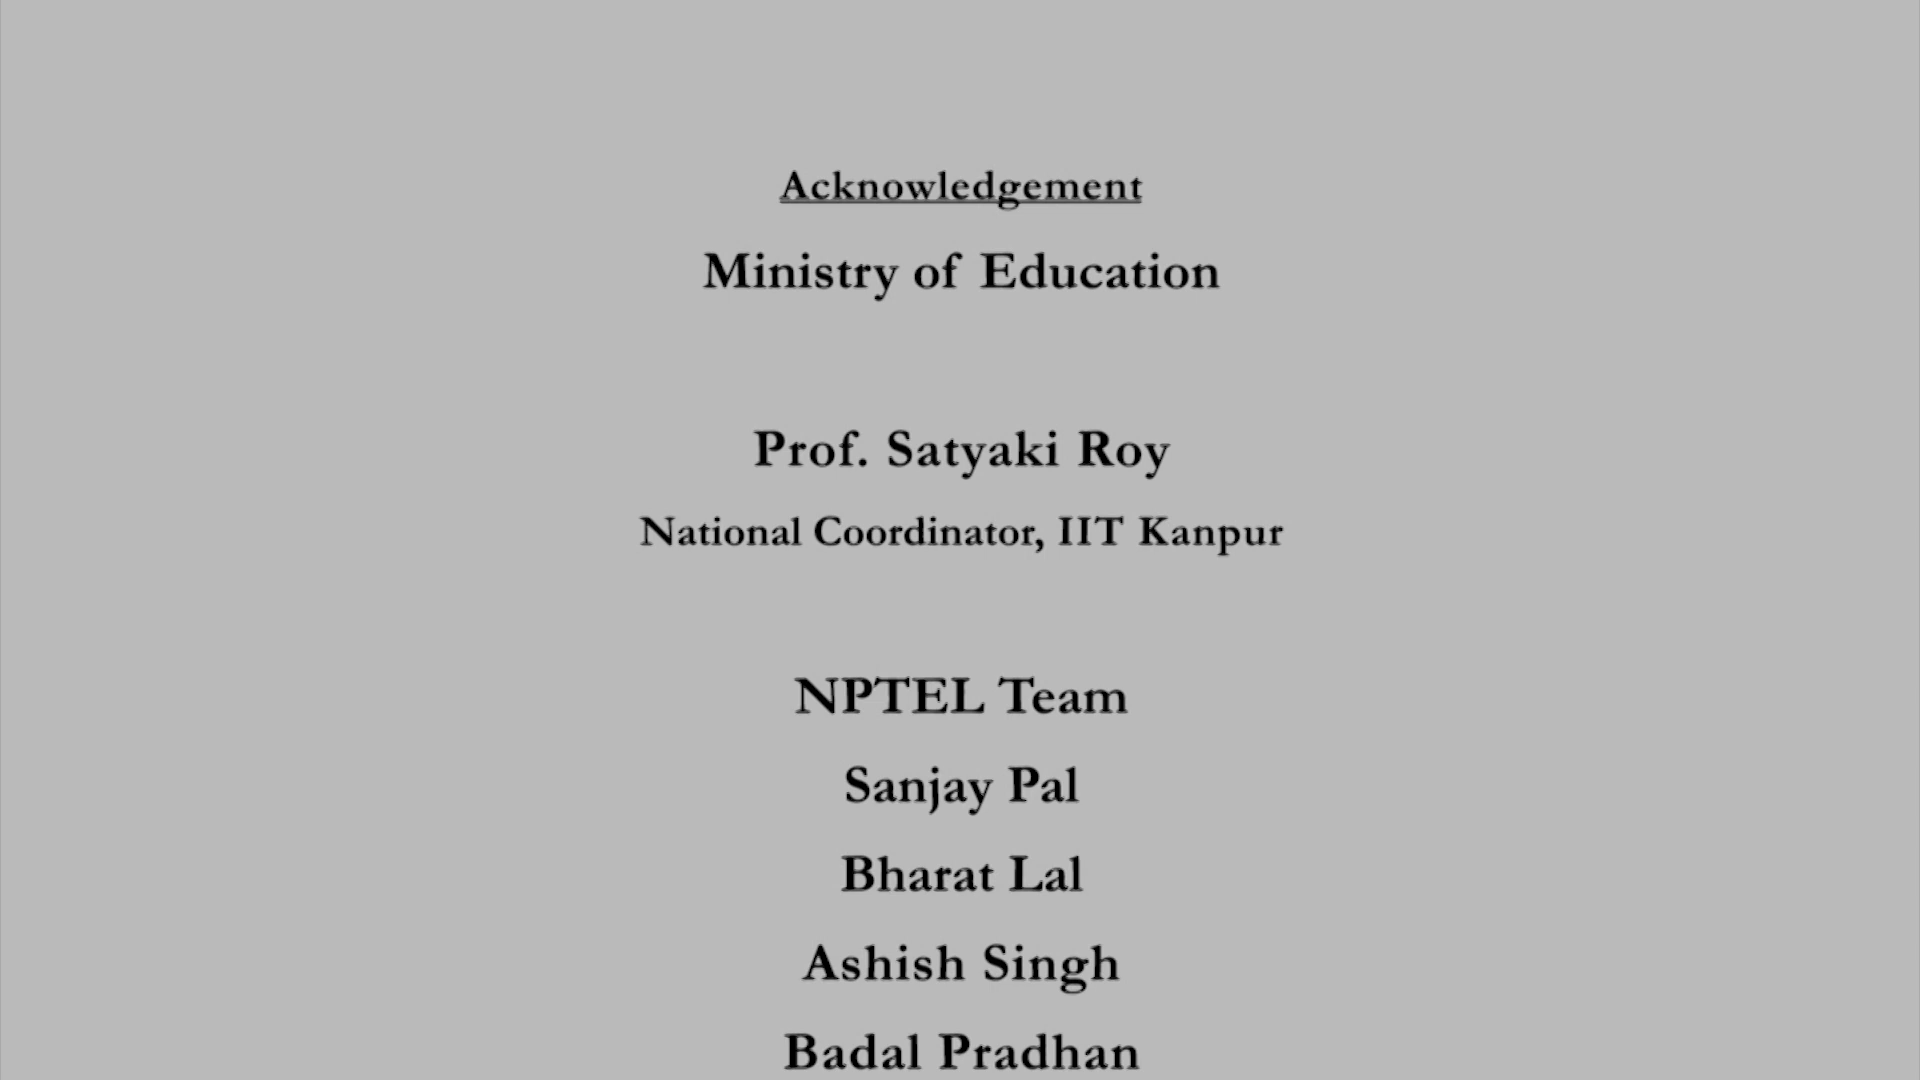 Acknowledgement
Ministry of Education
Prof. Satyaki Roy
National Coordinator, IIT Kanpur
NPTEL Team
Sanjay Pal
Bharat Lal
Ashish Singh
Badal Pradhan